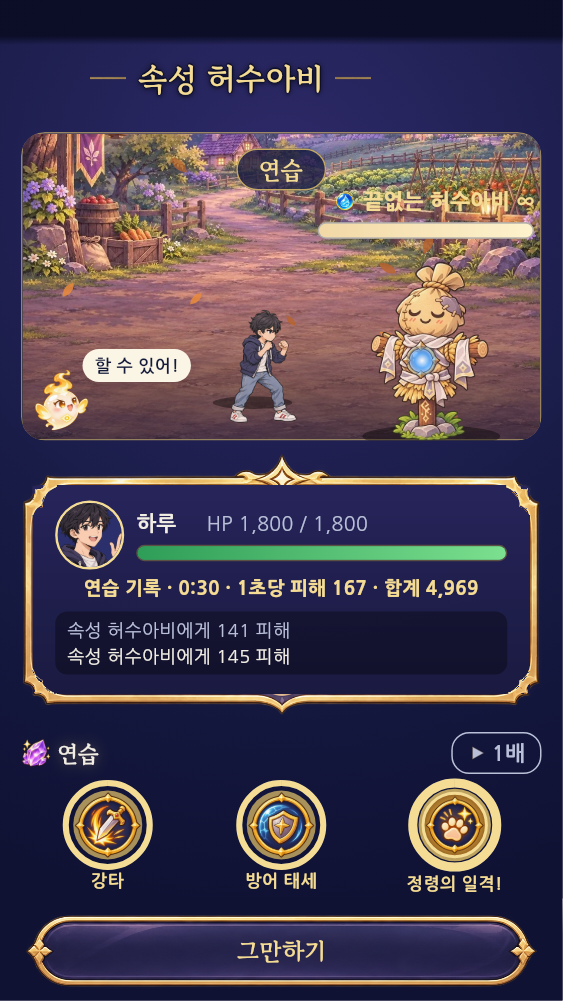 속성 허수아비
연습
끝없는 허수아비 ∞
할 수 있어!
하루 HP 1,800 / 1,800
연습 기록 · 0:30 · 1초당 피해 167 · 합계 4,969
속성 허수아비에게 141 피해
속성 허수아비에게 145 피해
연습
▶ 1배
강타
방어 태세
정령의 일격!
그만하기